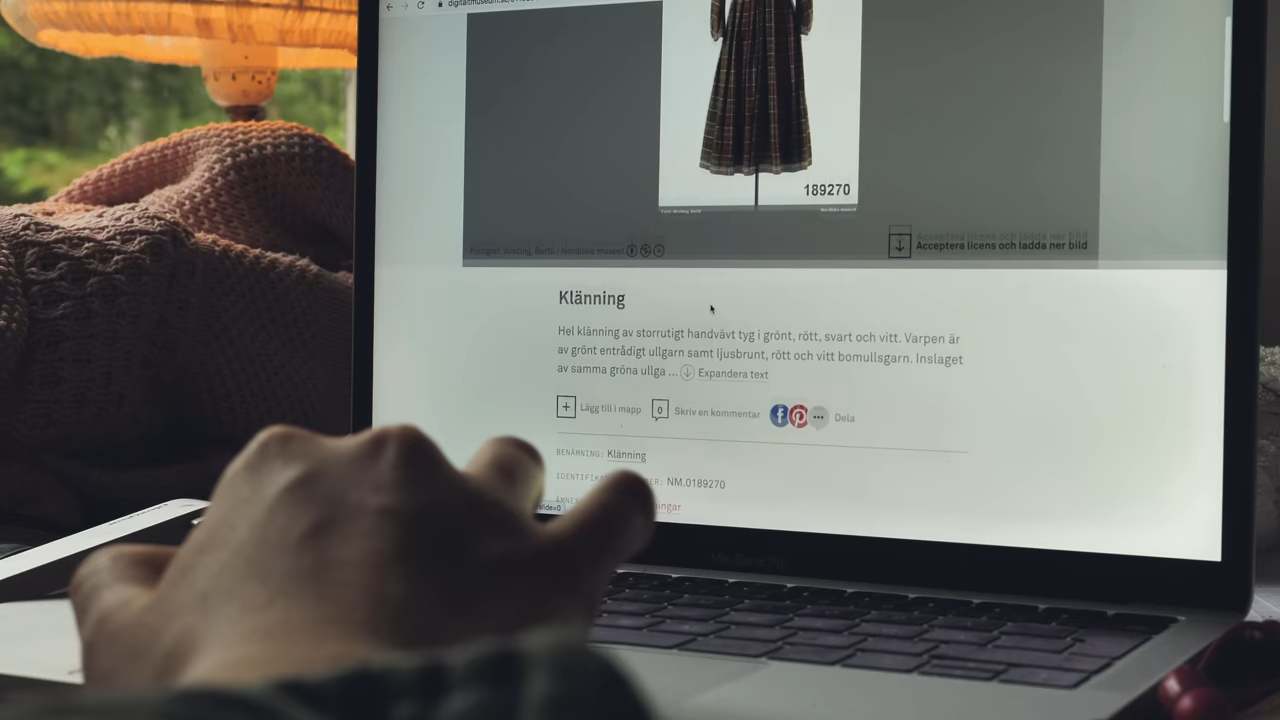 189270
Acceptera licens och ladda ner bild
Klänning
Hel klänning av storrutigt handvävt tyg i grönt, rött, svart och vitt. Varpen är
av grönt entrådigt ullgarn samt ljusbrunt, rött och vitt bomullsgarn. Inslaget
av samma gröna ullga ... Expandera text
+ Lägg till i mapp 0 Skriv en kommentar Dela
BENÄMNING: Klänning
NM.0189270